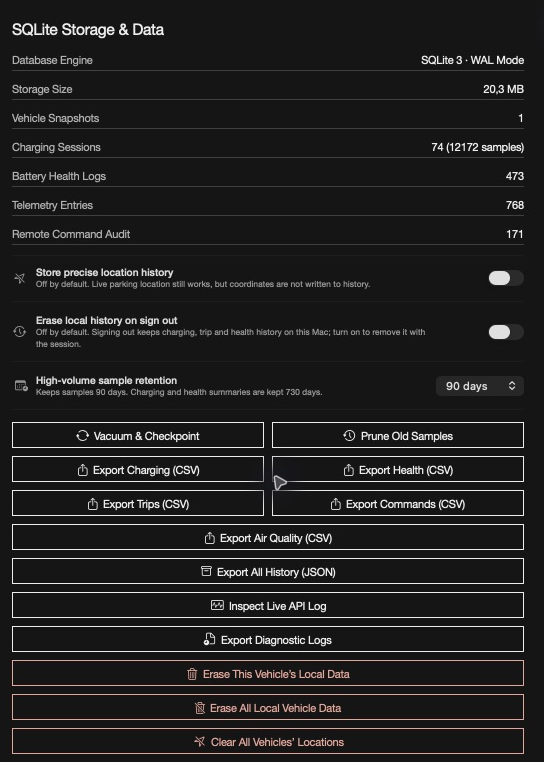 SQLite Storage & Data
Database Engine SQLite 3 · WAL Mode
Storage Size 20,3 MB
Vehicle Snapshots 1
Charging Sessions 74 (12172 samples)
Battery Health Logs 473
Telemetry Entries 768
Remote Command Audit 171
Store precise location history
Off by default. Live parking location still works, but coordinates are not written to history.
Erase local history on sign out
Off by default. Signing out keeps charging, trip and health history on this Mac; turn on to remove it with
the session.
High-volume sample retention
Keeps samples 90 days. Charging and health summaries are kept 730 days.
90 days
Vacuum & Checkpoint Prune Old Samples
Export Charging (CSV) Export Health (CSV)
Export Trips (CSV) Export Commands (CSV)
Export Air Quality (CSV)
Export All History (JSON)
Inspect Live API Log
Export Diagnostic Logs
Erase This Vehicle's Local Data
Erase All Local Vehicle Data
Clear All Vehicles' Locations